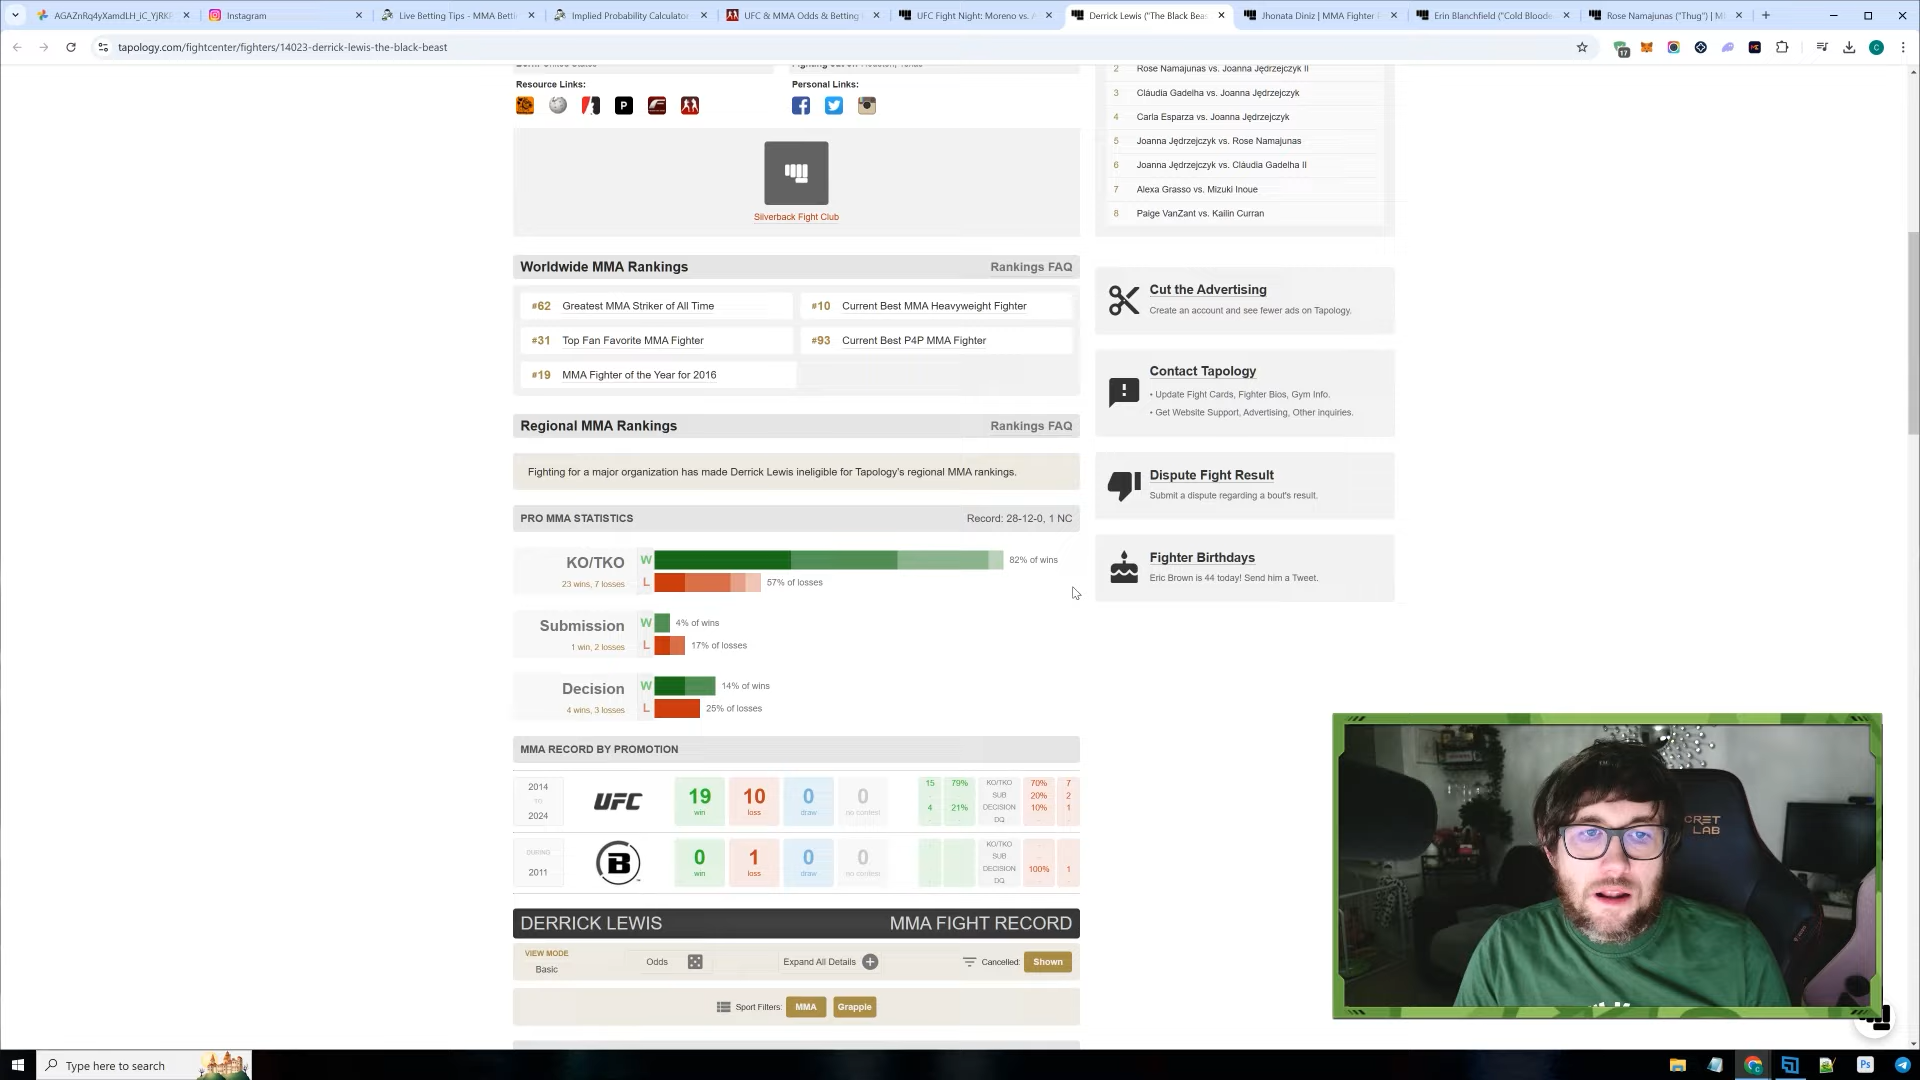 AGAZnRq4yXamdLH_iC_YjRKP
Instagram
Live Betting Tips - MMA Betti
Implied Probability Calculator
UFC & MMA Odds & Betting
UFC Fight Night: Moreno vs. A
Derrick Lewis ("The Black Beas
Jhonata Diniz | MMA Fighter P
Erin Blanchfield ("Cold Bloode
Rose Namajunas ("Thug") | M
tapology.com/fightcenter/fighters/14023-derrick-lewis-the-black-beast
17
Resource Links:
Personal Links:
P
Silverback Fight Club
2 Rose Namajunas vs. Joanna Jędrzejczyk II
3 Cláudia Gadelha vs. Joanna Jędrzejczyk
4 Carla Esparza vs. Joanna Jędrzejczyk
5 Joanna Jędrzejczyk vs. Rose Namajunas
6 Joanna Jędrzejczyk vs. Cláudia Gadelha II
7 Alexa Grasso vs. Mizuki Inoue
8 Paige VanZant vs. Kailin Curran
Worldwide MMA Rankings Rankings FAQ
#62 Greatest MMA Striker of All Time
#10 Current Best MMA Heavyweight Fighter
#31 Top Fan Favorite MMA Fighter
#93 Current Best P4P MMA Fighter
#19 MMA Fighter of the Year for 2016
Regional MMA Rankings Rankings FAQ
Fighting for a major organization has made Derrick Lewis ineligible for Tapology's regional MMA rankings.
PRO MMA STATISTICS Record: 28-12-0, 1 NC
KO/TKO W 82% of wins
23 wins, 7 losses L 57% of losses
Submission W 4% of wins
1 win, 2 losses L 17% of losses
Decision W 14% of wins
4 wins, 3 losses L 25% of losses
MMA RECORD BY PROMOTION
2014 TO 2024
UFC
19 win
10 loss
0 draw
0 no contest
15 79% KO/TKO 70% 7
SUB 20% 2
4 21% DECISION 10% 1
DQ
DURING 2011
B
0 win
1 loss
0 draw
0 no contest
KO/TKO
SUB
DECISION 100% 1
DQ
DERRICK LEWIS MMA FIGHT RECORD
VIEW MODE
Basic
Odds
Expand All Details
Cancelled: Shown
Sport Filters: MMA Grapple
Cut the Advertising
Create an account and see fewer ads on Tapology.
Contact Tapology
• Update Fight Cards, Fighter Bios, Gym Info.
• Get Website Support, Advertising, Other inquiries.
Dispute Fight Result
Submit a dispute regarding a bout's result.
Fighter Birthdays
Eric Brown is 44 today! Send him a Tweet.
CRET
LAB
Type here to search
Ps